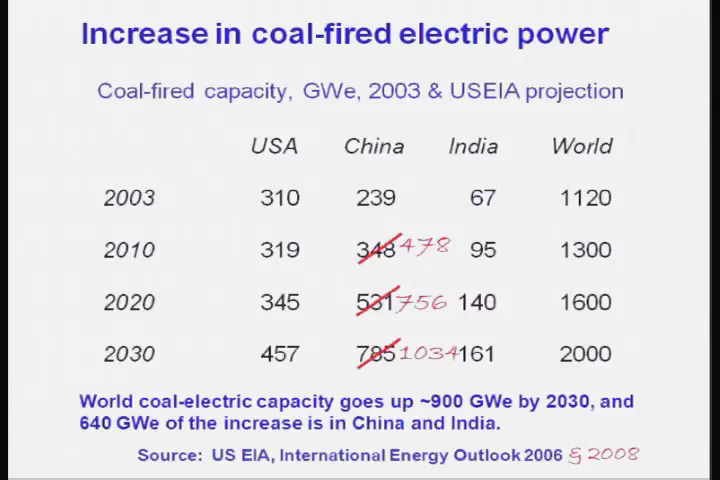 Increase in coal-fired electric power
Coal-fired capacity, GWe, 2003 & USEIA projection
USA China India World
2003 310 239 67 1120
2010 319 348 478 95 1300
2020 345 531 756 140 1600
2030 457 785 1034 161 2000
World coal-electric capacity goes up ~900 GWe by 2030, and
640 GWe of the increase is in China and India.
Source: US EIA, International Energy Outlook 2006 & 2008